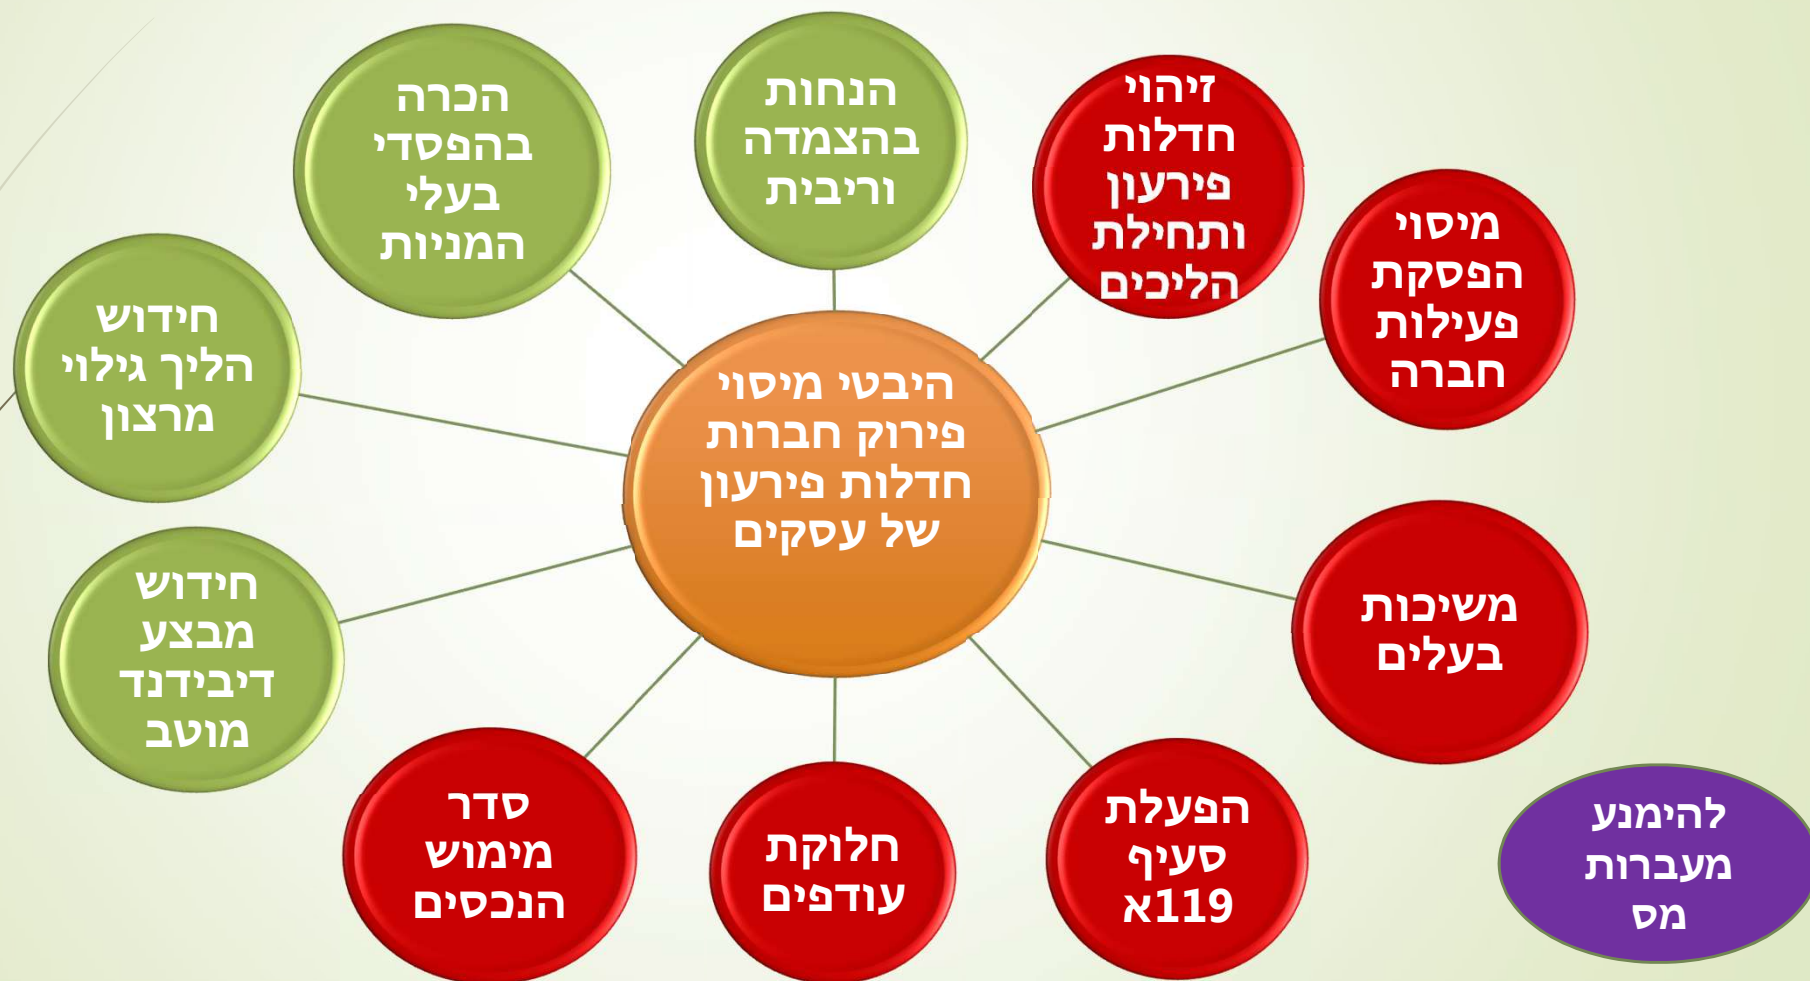 היבטי מיסוי
פירוק חברות
חדלות פירעון
של עסקים
הנחות
בהצמדה
וריבית
זיהוי
חדלות
פירעון
ותחילת
הליכים
מיסוי
הפסקת
פעילות
חברה
משיכות
בעלים
הפעלת
סעיף
119א
חלוקת
עודפים
סדר
מימוש
הנכסים
חידוש
מבצע
דיבידנד
מוטב
חידוש
הליך גילוי
מרצון
הכרה
בהפסדי
בעלי
המניות
להימנע
מעברות
מס